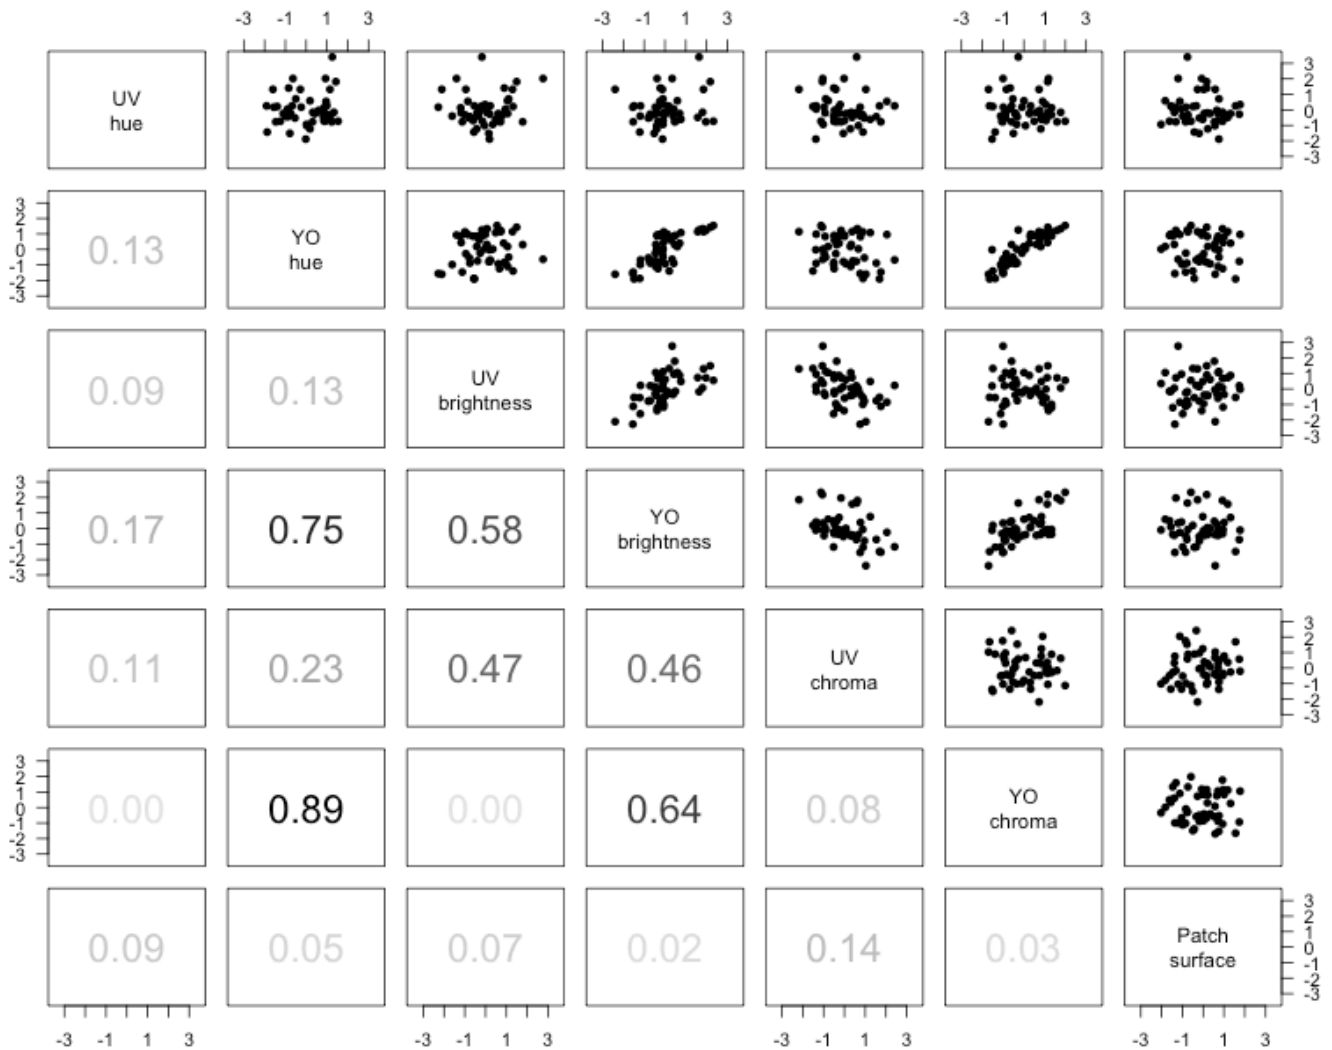 -3 -1 1 3 -3 -1 1 3 -3 -1 1 3
UV
hue
3
2
1
0
-1
-2
-3
3
2
1
0
-1
-2
-3
0.13
YO
hue
0.09 0.13
UV
brightness
3
2
1
0
-1
-2
-3
3
2
1
0
-1
-2
-3
0.17 0.75 0.58
YO
brightness
0.11 0.23 0.47 0.46
UV
chroma
3
2
1
0
-1
-2
-3
3
2
1
0
-1
-2
-3
0.00 0.89 0.00 0.64 0.08
YO
chroma
0.09 0.05 0.07 0.02 0.14 0.03
Patch
surface
3
2
1
0
-1
-2
-3
-3 -1 1 3 -3 -1 1 3 -3 -1 1 3 -3 -1 1 3